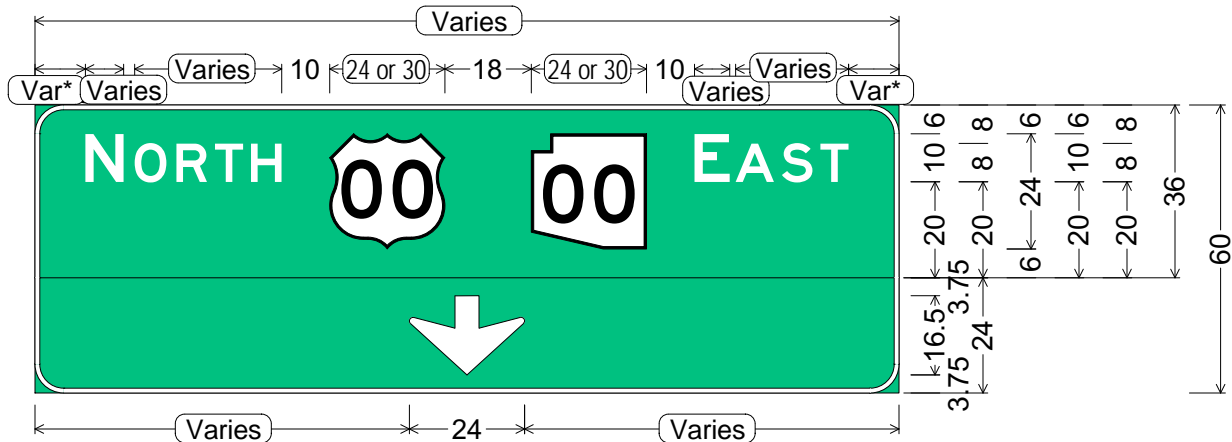 Varies
Var* Varies Varies 10 24 or 30 18 24 or 30 10 Varies Varies Var*
NORTH 00 00 EAST
6 8 6 6 8
10 8 24 10 8 36
20 20 6 20 20 60
3.75
16.5 24
3.75
Varies 24 Varies